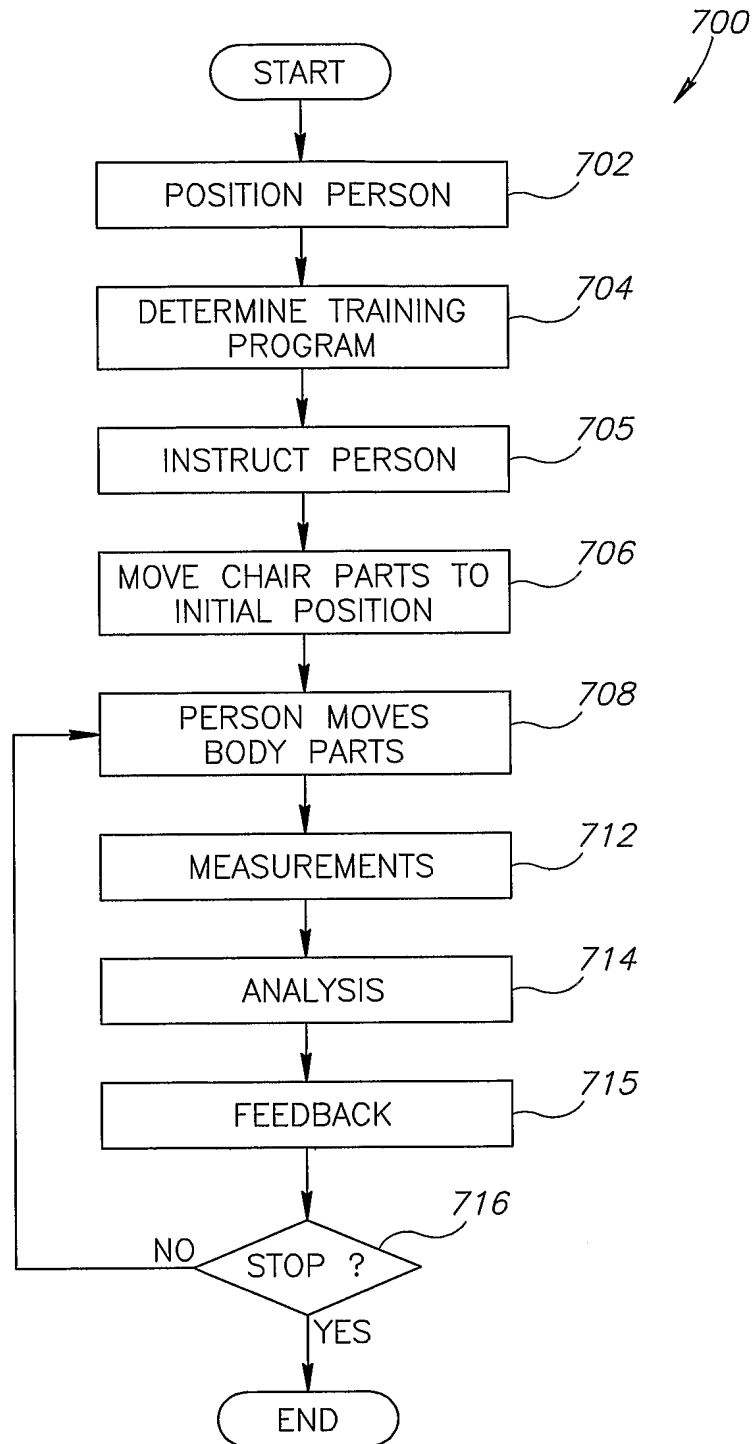 700
START
POSITION PERSON
702
DETERMINE TRAINING
PROGRAM
704
INSTRUCT PERSON
705
MOVE CHAIR PARTS TO
INITIAL POSITION
706
PERSON MOVES
BODY PARTS
708
MEASUREMENTS
712
ANALYSIS
714
FEEDBACK
715
STOP ?
716
NO
YES
END